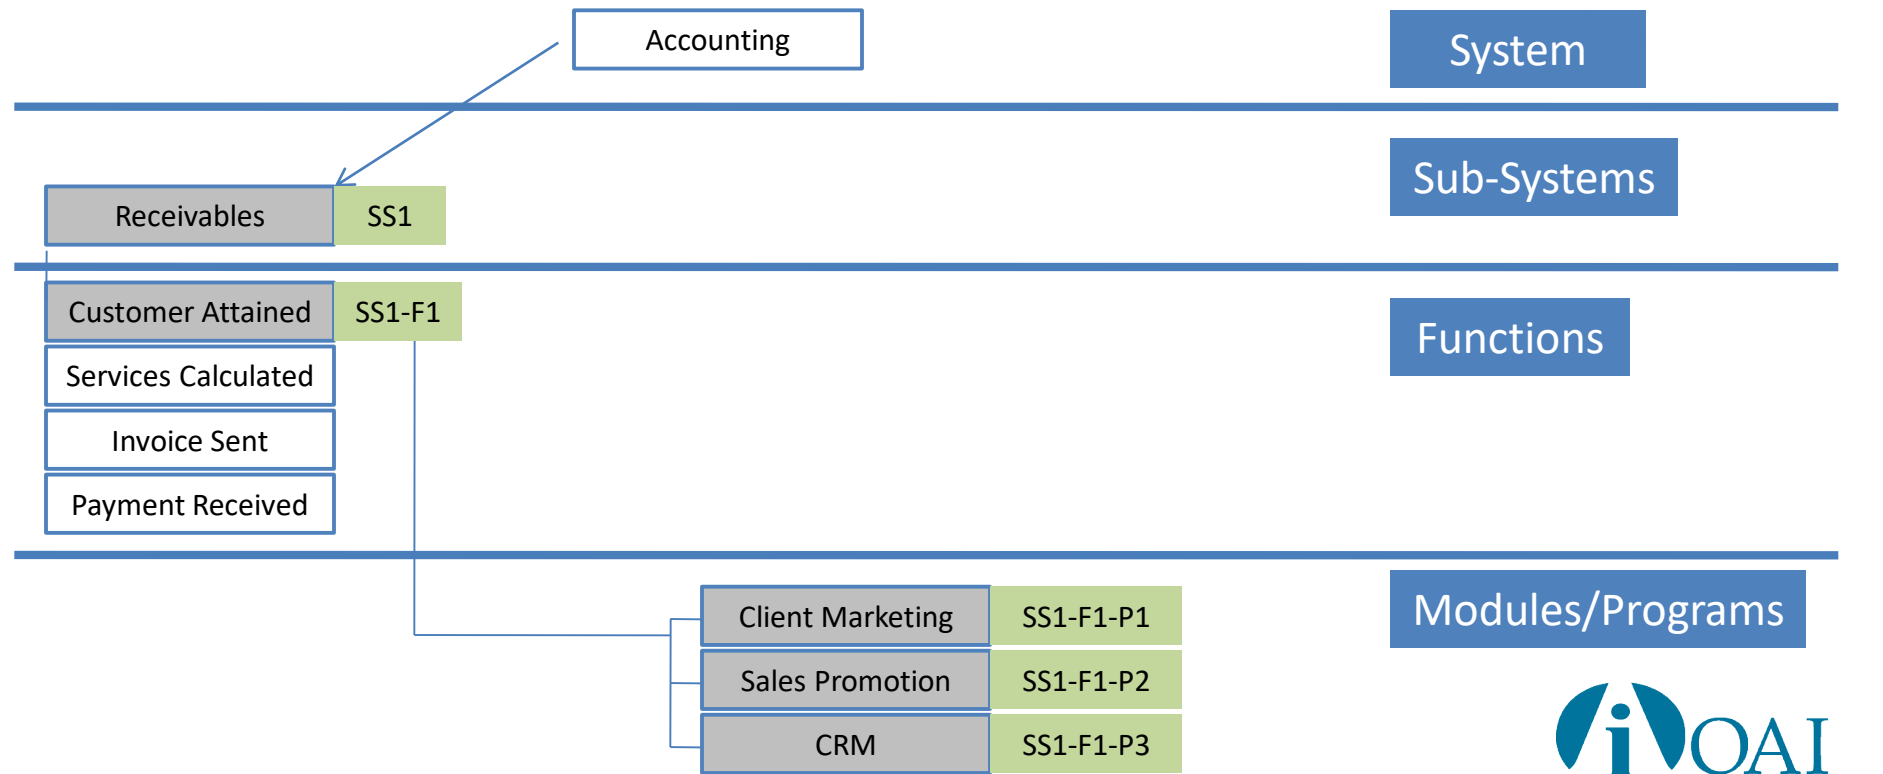 Accounting
System
Sub-Systems
Receivables SS1
Customer Attained SS1-F1
Functions
Services Calculated
Invoice Sent
Payment Received
Client Marketing SS1-F1-P1
Modules/Programs
Sales Promotion SS1-F1-P2
CRM SS1-F1-P3
i OAI